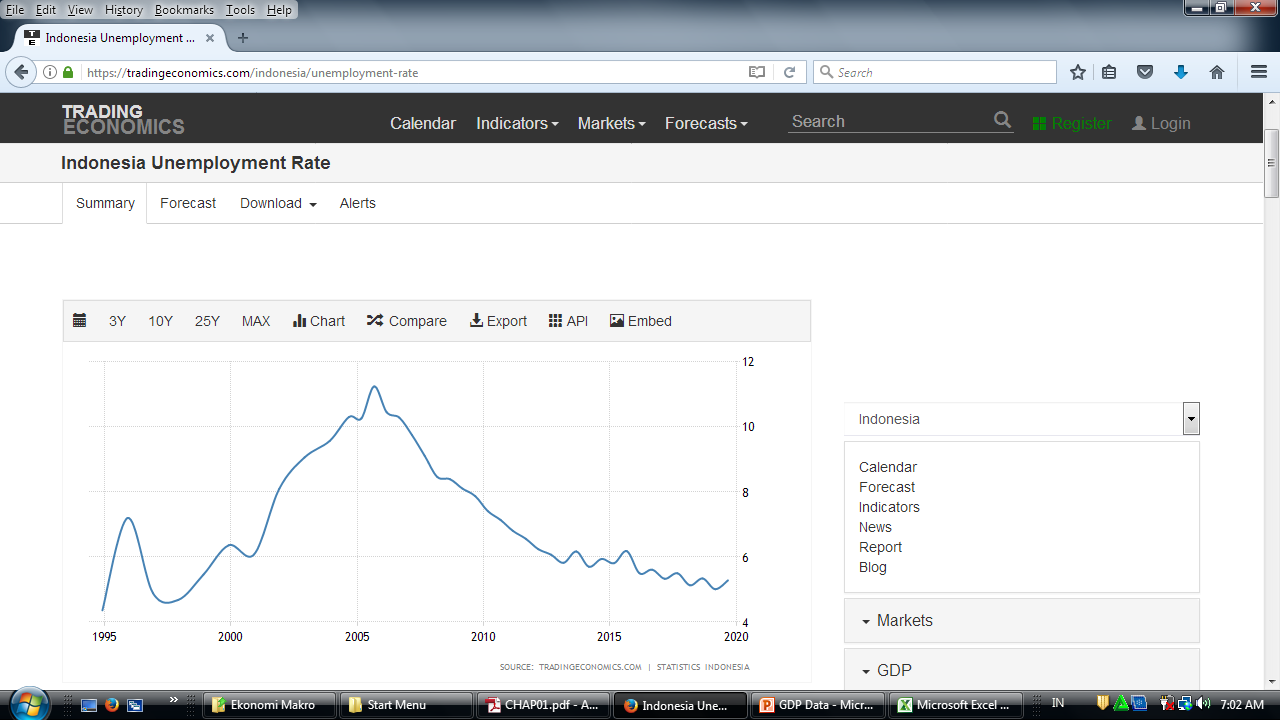 File Edit View History Bookmarks Tools Help
TE Indonesia Unemployment ... × +
https://tradingeconomics.com/indonesia/unemployment-rate Search
TRADING
ECONOMICS
Calendar Indicators Markets Forecasts Search Register Login
Indonesia Unemployment Rate
Summary Forecast Download Alerts
3Y 10Y 25Y MAX Chart Compare Export API Embed
12
10
8
6
4
1995 2000 2005 2010 2015 2020
SOURCE: TRADINGECONOMICS.COM | STATISTICS INDONESIA
Indonesia
Calendar
Forecast
Indicators
News
Report
Blog
Markets
GDP
» Ekonomi Makro Start Menu CHAP01.pdf - A... Indonesia Une... GDP Data - Micr... Microsoft Excel ... IN 7:02 AM